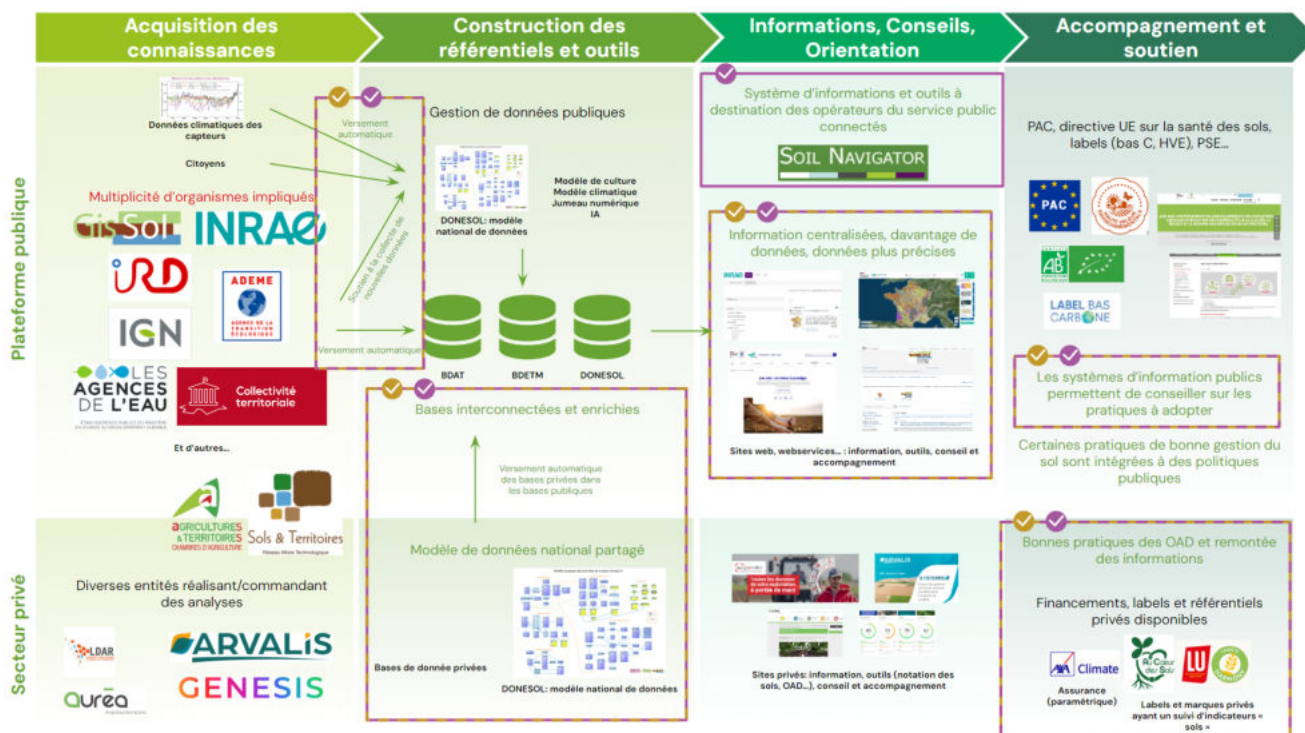 Acquisition des
connaissances
Construction des
référentiels et outils
Informations, Conseils,
Orientation
Accompagnement et
soutien
Plateforme publique
Données climatiques des
capteurs
Citoyens
Multiplicité d'organismes impliqués
GisSol
INRAE
iRD
ADEME
AGENCE DE LA
TRANSITION
ÉCOLOGIQUE
IGN
LES
AGENCES
DE L'EAU
Collectivité
territoriale
Et d'autres...
Versement
automatique
Soutien à la collecte de
nouvelles données
Versement automatique
Gestion de données publiques
DONESOL: modèle
national de données
Modèle de culture
Modèle climatique
Jumeau numérique
IA
BDAT
BDETM
DONESOL
Bases interconnectées et enrichies
Versement automatique
des bases privées dans
les bases publiques
Système d'informations et outils à
destination des opérateurs du service public
connectés
SOIL NAVIGATOR
Information centralisées, davantage de
données, données plus précises
INRAE
Sites web, webservices... : information, outils, conseil et
accompagnement
PAC, directive UE sur la santé des sols,
labels (bas C, HVE), PSE...
PAC
AB
LABEL BAS
CARBONE
Les systèmes d'information publics
permettent de conseiller sur les
pratiques à adopter
Certaines pratiques de bonne gestion du
sol sont intégrées à des politiques
publiques
Secteur privé
AGRICULTURES
& TERRITOIRES
CHAMBRES D'AGRICULTURE
Sols & Territoires
Diverses entités réalisant/commandant
des analyses
LDAR
ARVALIS
auréa
GENESIS
Modèle de données national partagé
Bases de donnée privées
DONESOL: modèle national de données
ARVALIS
Sites privés: information, outils (notation des
sols, OAD...), conseil et accompagnement
Bonnes pratiques des OAD et remontée
des informations
Financements, labels et référentiels
privés disponibles
AXA Climate
Au Cœur
des Sols
LU
Assurance
(paramétrique)
Labels et marques privés
ayant un suivi d'indicateurs «
sols »